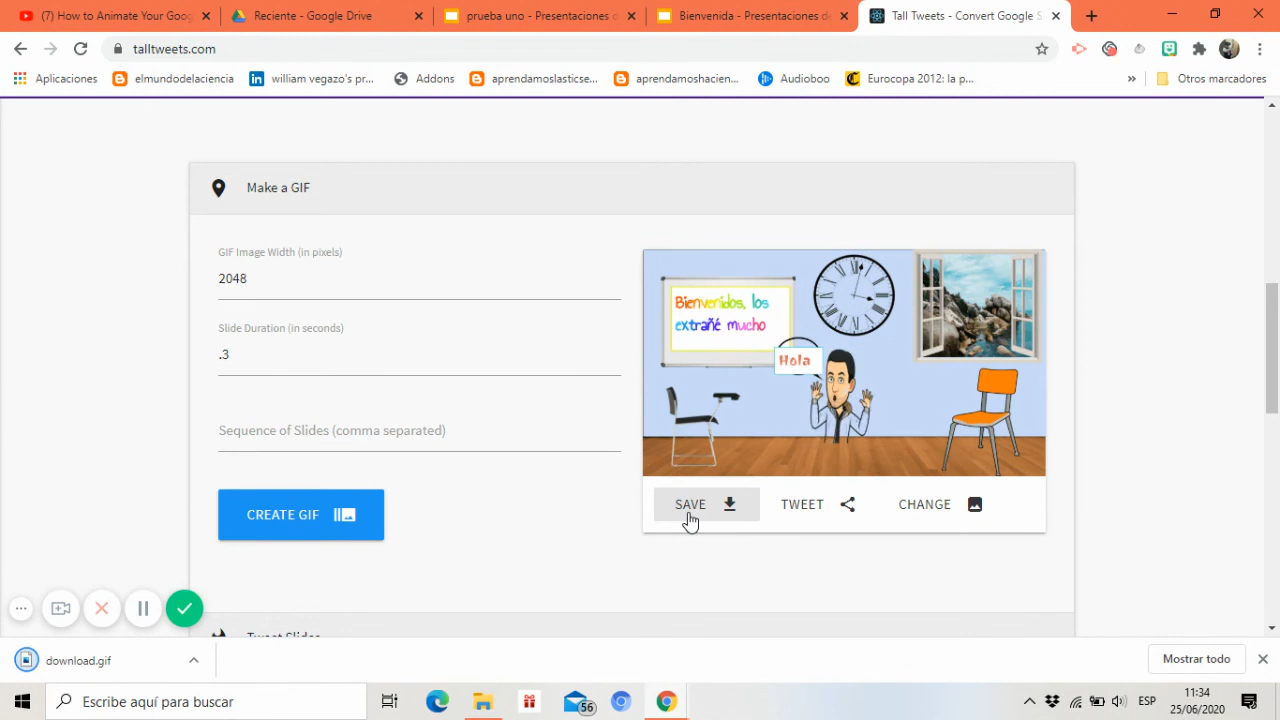 (7) How to Animate Your Goog
Reciente - Google Drive
prueba uno - Presentaciones d
Bienvenida - Presentaciones de
Tall Tweets - Convert Google S
talltweets.com
Aplicaciones
elmundodelaciencia
william vegazo's pr...
Addons
aprendamoslasticse...
aprendamoshacien...
Audioboo
Eurocopa 2012: la p...
»
Otros marcadores
Make a GIF
GIF Image Width (in pixels)
2048
Slide Duration (in seconds)
.3
Sequence of Slides (comma separated)
CREATE GIF
Bienvenidos, los
extrañé mucho
Hola
SAVE
TWEET
CHANGE
Tweet Slides
download.gif
Mostrar todo
Escribe aquí para buscar
56
ESP
11:34
25/06/2020